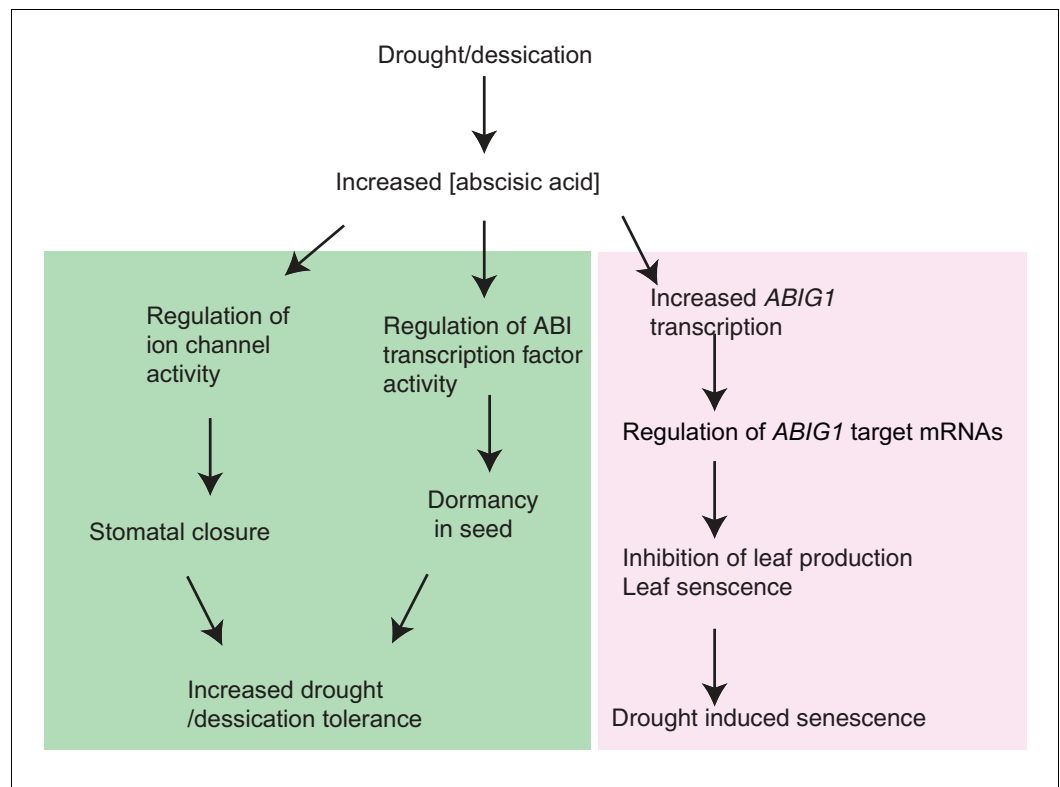 Drought/dessication
Increased [abscisic acid]
Regulation of
ion channel
activity
Stomatal closure
Regulation of ABI
transcription factor
activity
Dormancy
in seed
Increased drought
/dessication tolerance
Increased ABIG1
transcription
Regulation of ABIG1 target mRNAs
Inhibition of leaf production
Leaf senscence
Drought induced senescence